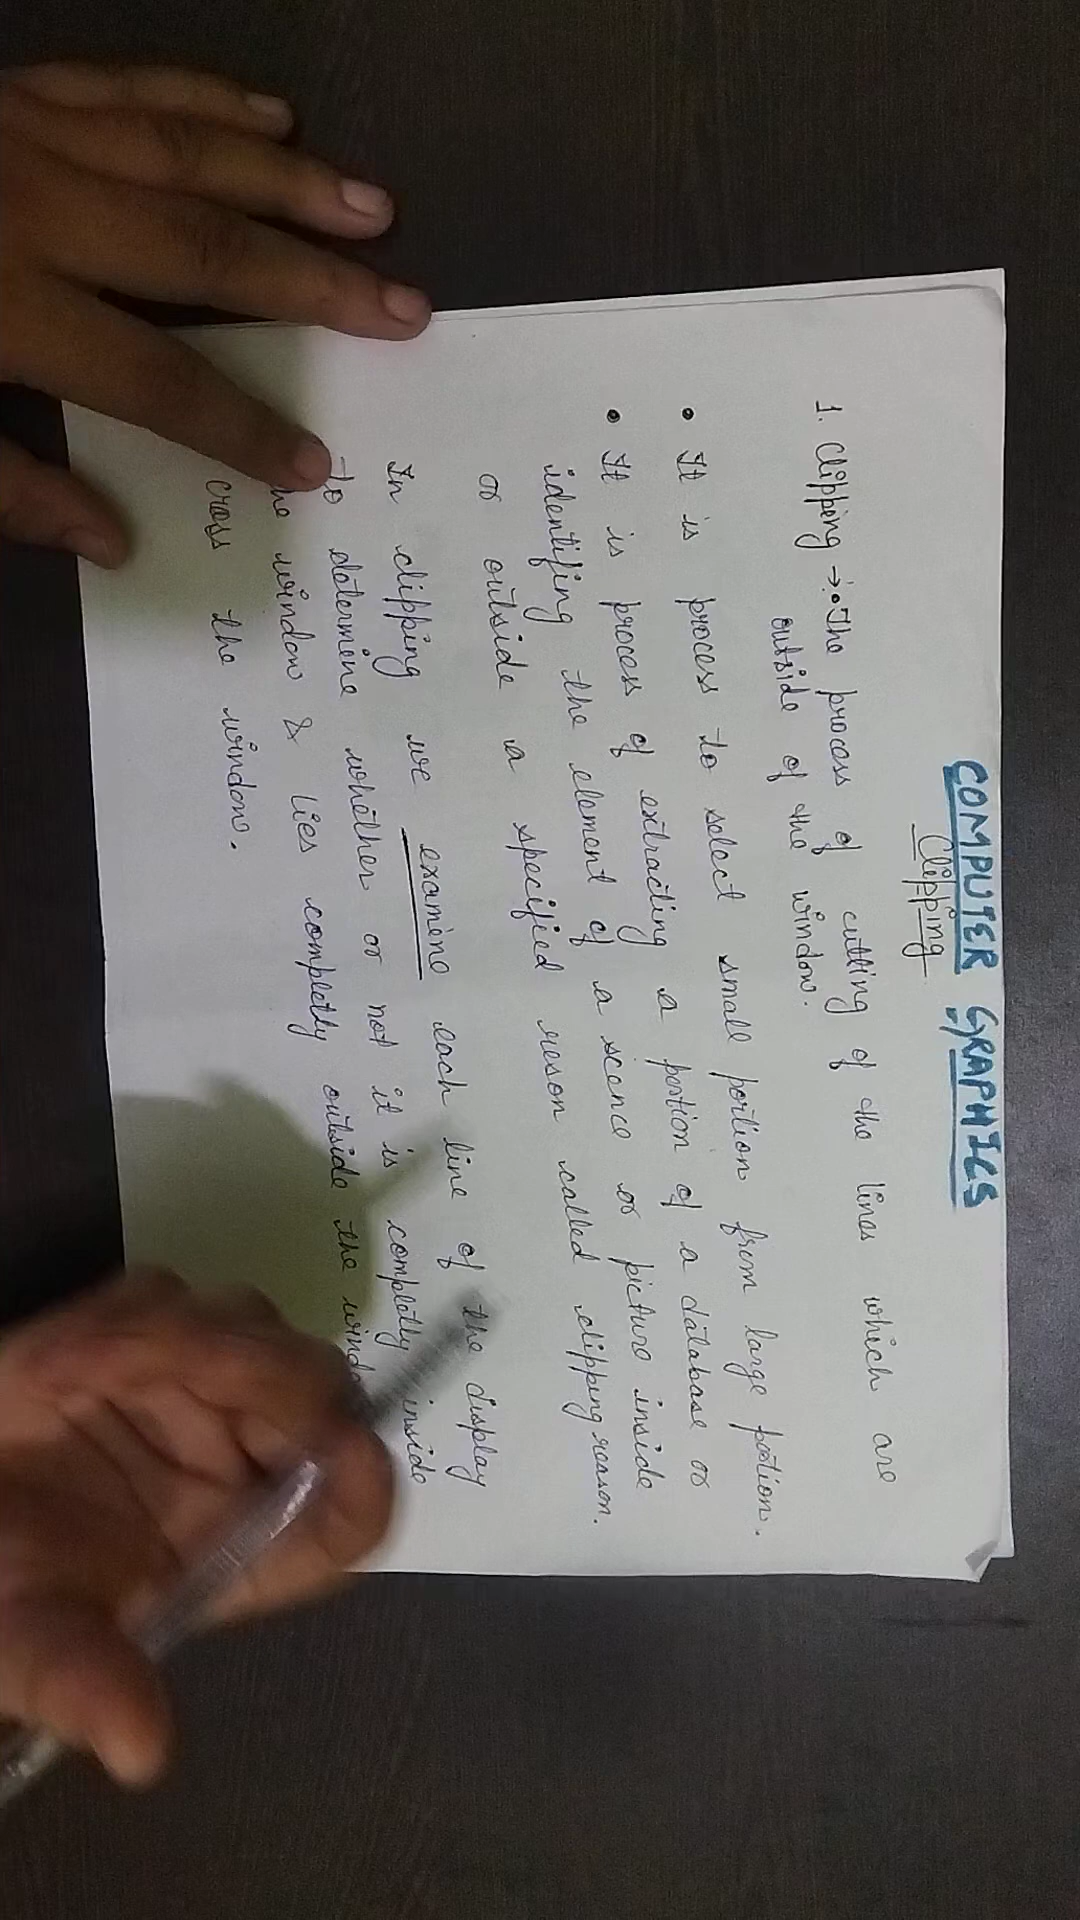 COMPUTER GRAPHICS
Clipping
1. Clipping →• The process of cutting of the lines which are
outside of the window.
• It is process to select small portion from large portion.
• It is process of extracting a portion of a database or
identifying the element of a scence or picture inside
or outside a specified reson called clipping reason.
In clipping we examine each line of the display
to determine whether or not it is completly inside
the window & lies completly outside the
cross the window.